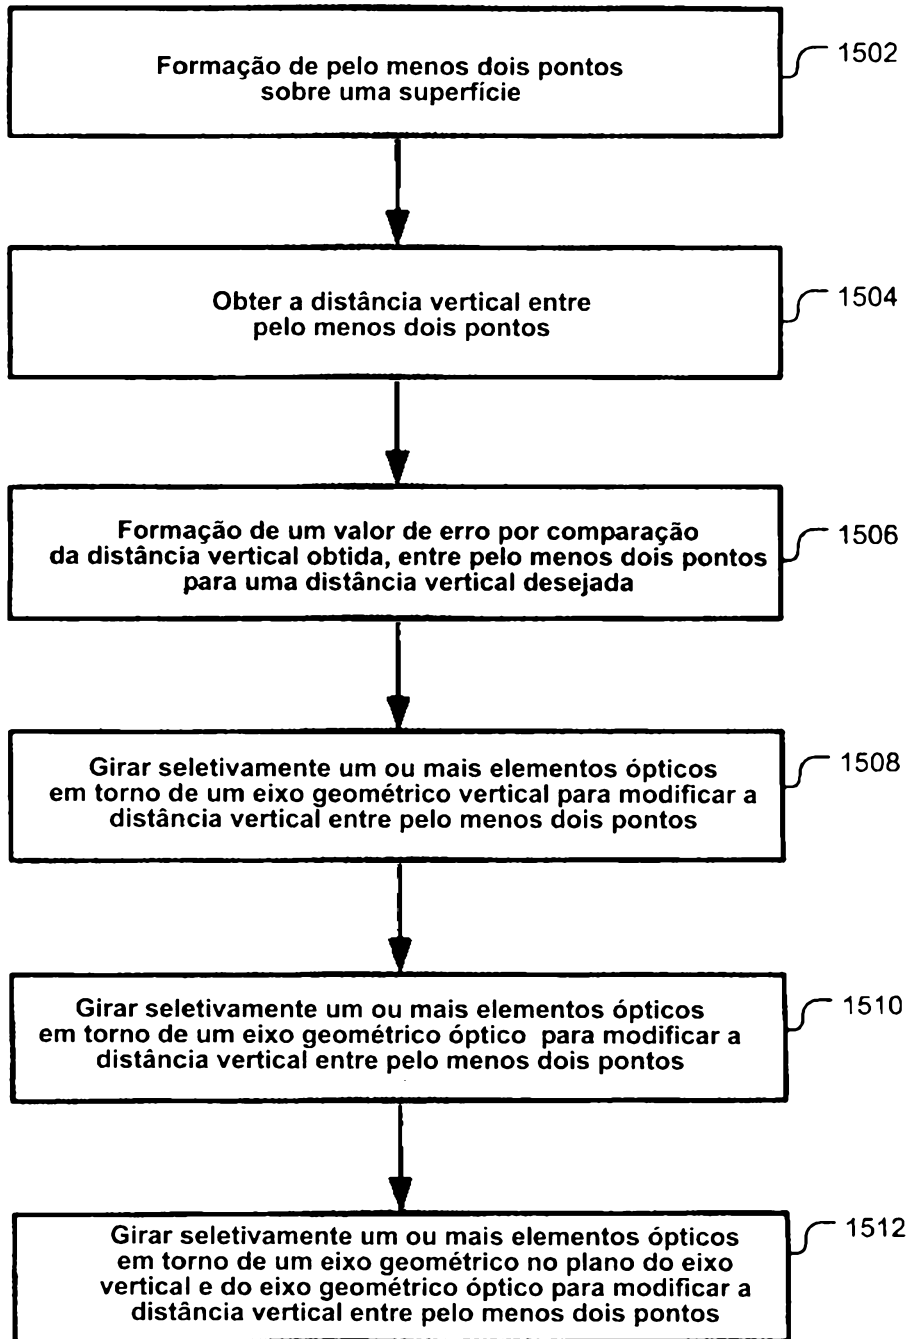 Formação de pelo menos dois pontos
sobre uma superfície
1502
Obter a distância vertical entre
pelo menos dois pontos
1504
Formação de um valor de erro por comparação
da distância vertical obtida, entre pelo menos dois pontos
para uma distância vertical desejada
1506
Girar seletivamente um ou mais elementos ópticos
em torno de um eixo geométrico vertical para modificar a
distância vertical entre pelo menos dois pontos
1508
Girar seletivamente um ou mais elementos ópticos
em torno de um eixo geométrico óptico para modificar a
distância vertical entre pelo menos dois pontos
1510
Girar seletivamente um ou mais elementos ópticos
em torno de um eixo geométrico no plano do eixo
vertical e do eixo geométrico óptico para modificar a
distância vertical entre pelo menos dois pontos
1512